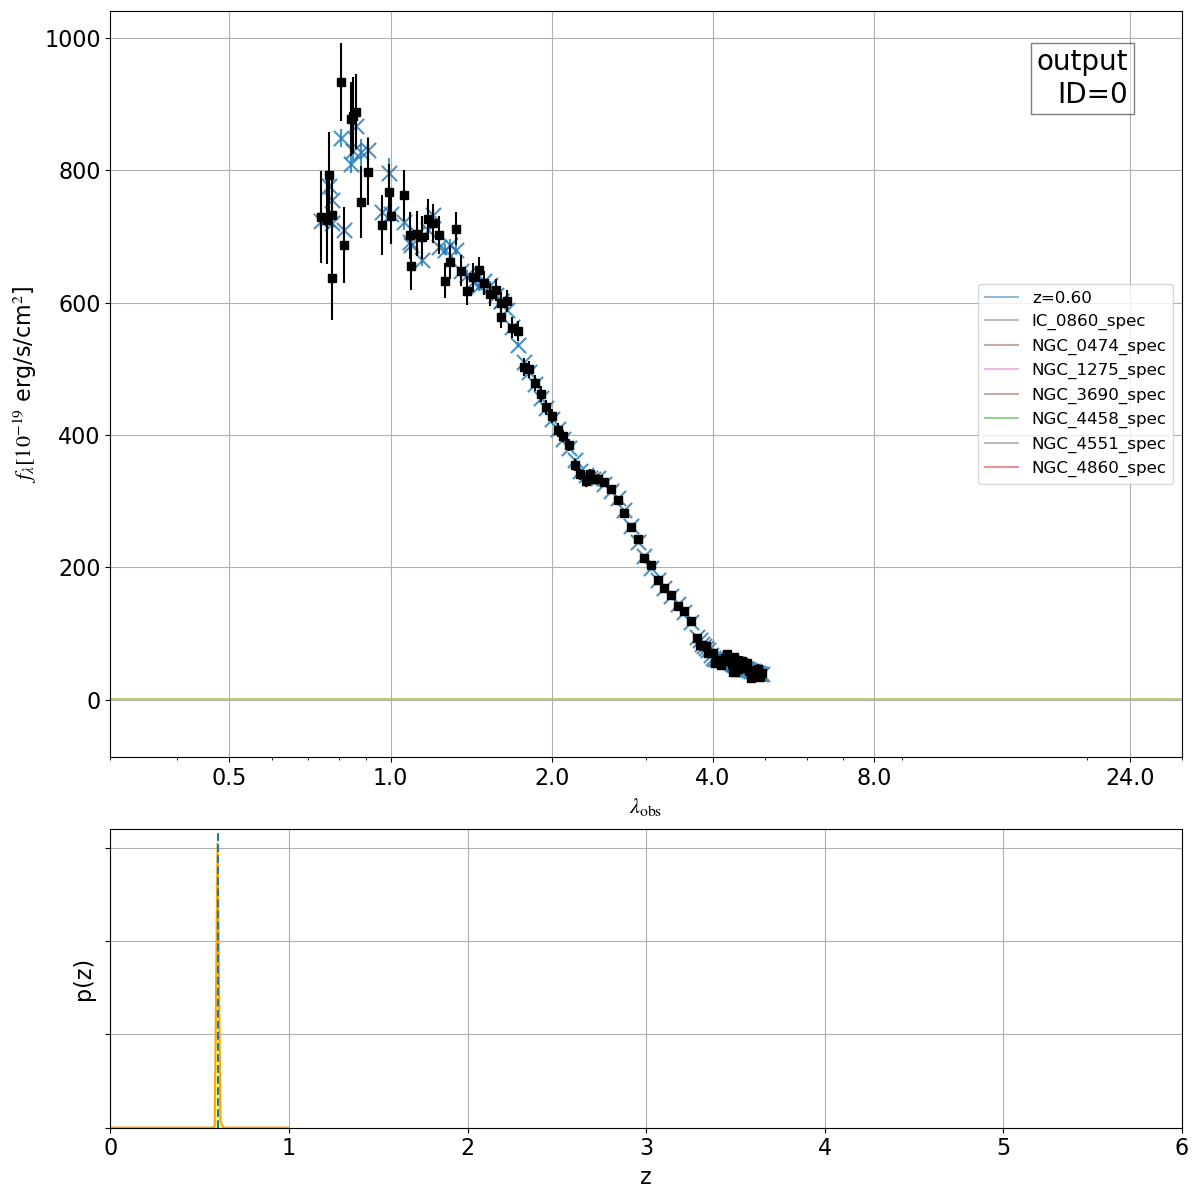 output
ID=0
1000
800
600
400
200
0
f_λ [10⁻¹⁹ erg/s/cm²]
z=0.60
IC_0860_spec
NGC_0474_spec
NGC_1275_spec
NGC_3690_spec
NGC_4458_spec
NGC_4551_spec
NGC_4860_spec
0.5 1.0 2.0 4.0 8.0 24.0
λ_obs
p(z)
0 1 2 3 4 5 6
z